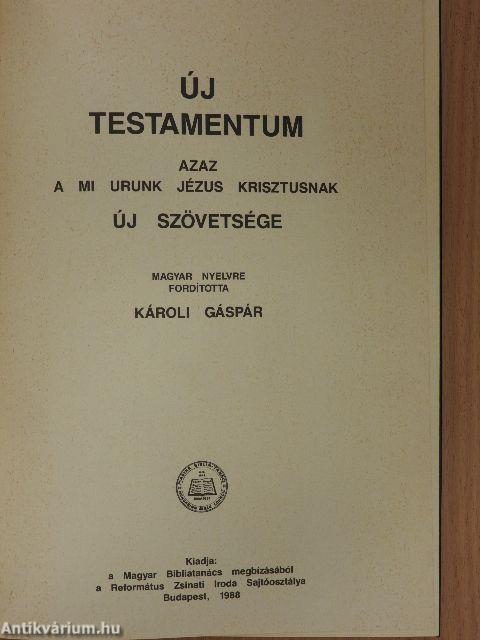 ÚJ
TESTAMENTUM
AZAZ
A MI URUNK JÉZUS KRISZTUSNAK
ÚJ SZÖVETSÉGE
MAGYAR NYELVRE
FORDÍTOTTA
KÁROLI GÁSPÁR
Kiadja:
a Magyar Bibliatanács megbízásából
a Református Zsinati Iroda Sajtóosztálya
Budapest, 1988
Antikvárium.hu